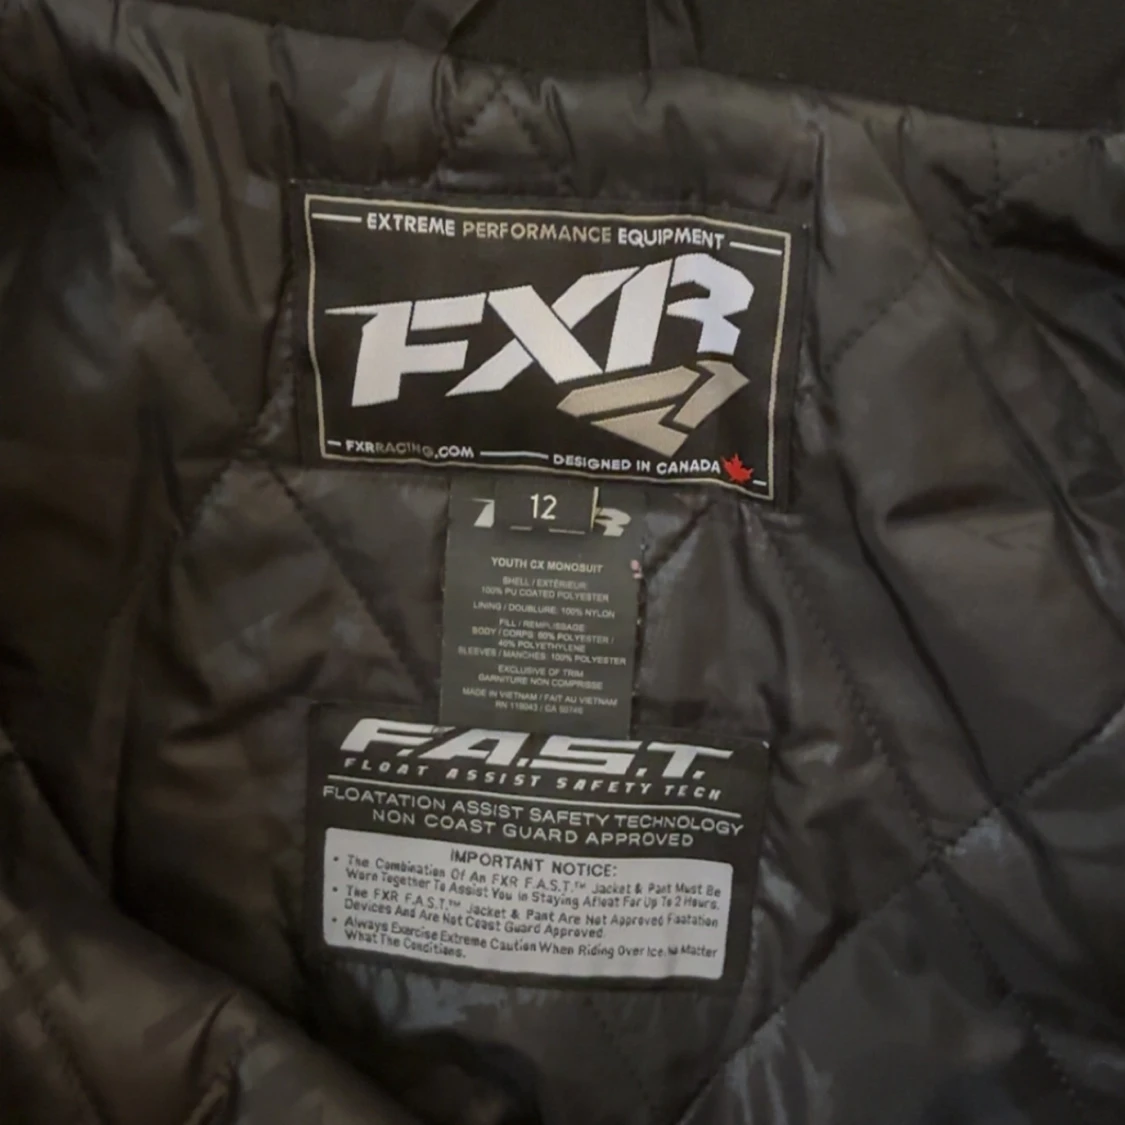 EXTREME PERFORMANCE EQUIPMENT
FXR
FXRRACING.COM
DESIGNED IN CANADA
12
YOUTH CX MONOSUIT
SHELL / EXTÉRIEUR:
100% PU COATED POLYESTER
LINING / DOUBLURE: 100% NYLON
FILL / REMPLISSAGE:
BODY / CORPS: 60% POLYESTER /
40% POLYETHYLENE
SLEEVES / MANCHES: 100% POLYESTER
EXCLUSIVE OF TRIM
GARNITURE NON COMPRISSE
MADE IN VIETNAM / FAIT AU VIETNAM
F.A.S.T.
FLOAT ASSIST SAFETY TECH
FLOATATION ASSIST SAFETY TECHNOLOGY
NON COAST GUARD APPROVED
IMPORTANT NOTICE:
• The Combination Of An FXR F.A.S.T.™ Jacket & Pant Must Be
Worn Together To Assist You in Staying Afloat For Up To 2 Hours.
• The FXR F.A.S.T.™ Jacket & Pant Are Not Approved Foatation
Devices And Are Not Coast Guard Approved.
• Always Exercise Extreme Caution When Riding Over Ice, No Matter
What The Conditions.